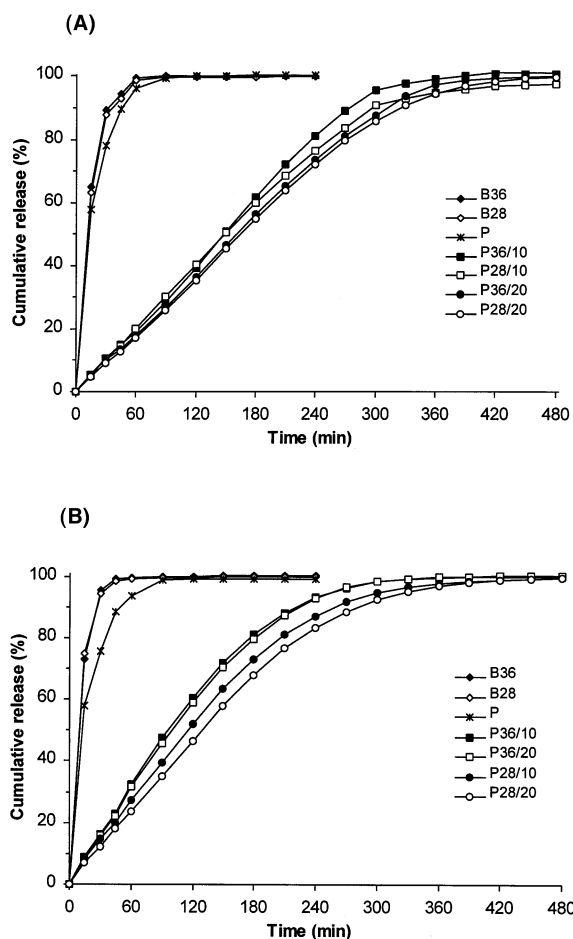 (A)
Cumulative release (%)
100
80
60
40
20
0
B36
B28
P
P36/10
P28/10
P36/20
P28/20
0 60 120 180 240 300 360 420 480
Time (min)
(B)
Cumulative release (%)
100
80
60
40
20
0
B36
B28
P
P36/10
P36/20
P28/10
P28/20
0 60 120 180 240 300 360 420 480
Time (min)